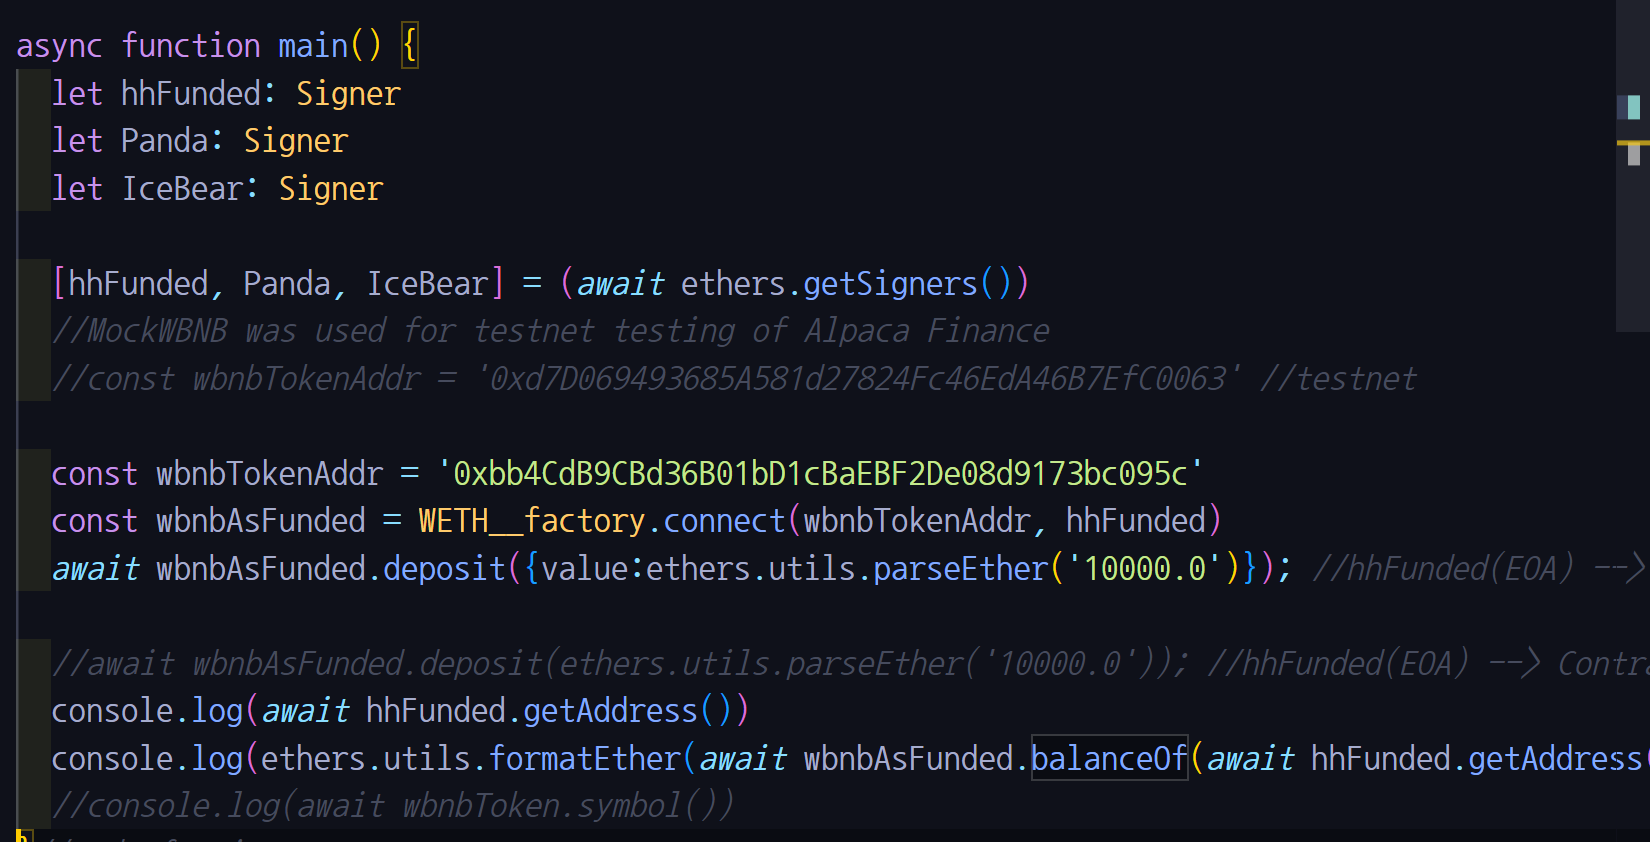 async function main() {
let hhFunded: Signer
let Panda: Signer
let IceBear: Signer
[hhFunded, Panda, IceBear] = (await ethers.getSigners())
//MockWBNB was used for testnet testing of Alpaca Finance
//const wbnbTokenAddr = '0xd7D069493685A581d27824Fc46EdA46B7EfC0063' //testnet
const wbnbTokenAddr = '0xbb4CdB9CBd36B01bD1cBaEBF2De08d9173bc095c'
const wbnbAsFunded = WETH__factory.connect(wbnbTokenAddr, hhFunded)
await wbnbAsFunded.deposit({value:ethers.utils.parseEther('10000.0')}); //hhFunded(EOA) -->
//await wbnbAsFunded.deposit(ethers.utils.parseEther('10000.0')); //hhFunded(EOA) --> Contra
console.log(await hhFunded.getAddress())
console.log(ethers.utils.formatEther(await wbnbAsFunded.balanceOf(await hhFunded.getAddress(
//console.log(await wbnbToken.symbol())